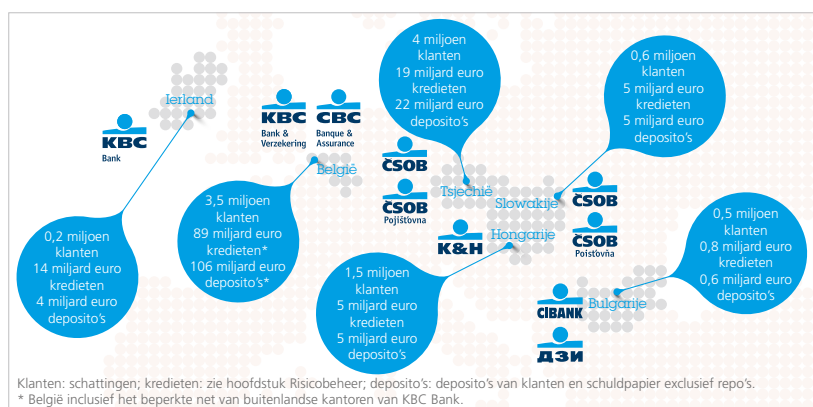 Ierland
KBC
Bank
0,2 miljoen
klanten
14 miljard euro
kredieten
4 miljard euro
deposito's
KBC
Bank &
Verzekering
CBC
Banque &
Assurance
België
3,5 miljoen
klanten
89 miljard euro
kredieten*
106 miljard euro
deposito's*
4 miljoen
klanten
19 miljard euro
kredieten
22 miljard euro
deposito's
ČSOB
ČSOB
Pojišťovna
Tsjechië
0,6 miljoen
klanten
5 miljard euro
kredieten
5 miljard euro
deposito's
Slowakije
ČSOB
ČSOB
Poisťovňa
K&H
Hongarije
1,5 miljoen
klanten
5 miljard euro
kredieten
5 miljard euro
deposito's
0,5 miljoen
klanten
0,8 miljard euro
kredieten
0,6 miljard euro
deposito's
CIBANK
ДЗИ
Bulgarije
Klanten: schattingen; kredieten: zie hoofdstuk Risicobeheer; deposito's: deposito's van klanten en schuldpapier exclusief repo's.
* België inclusief het beperkte net van buitenlandse kantoren van KBC Bank.